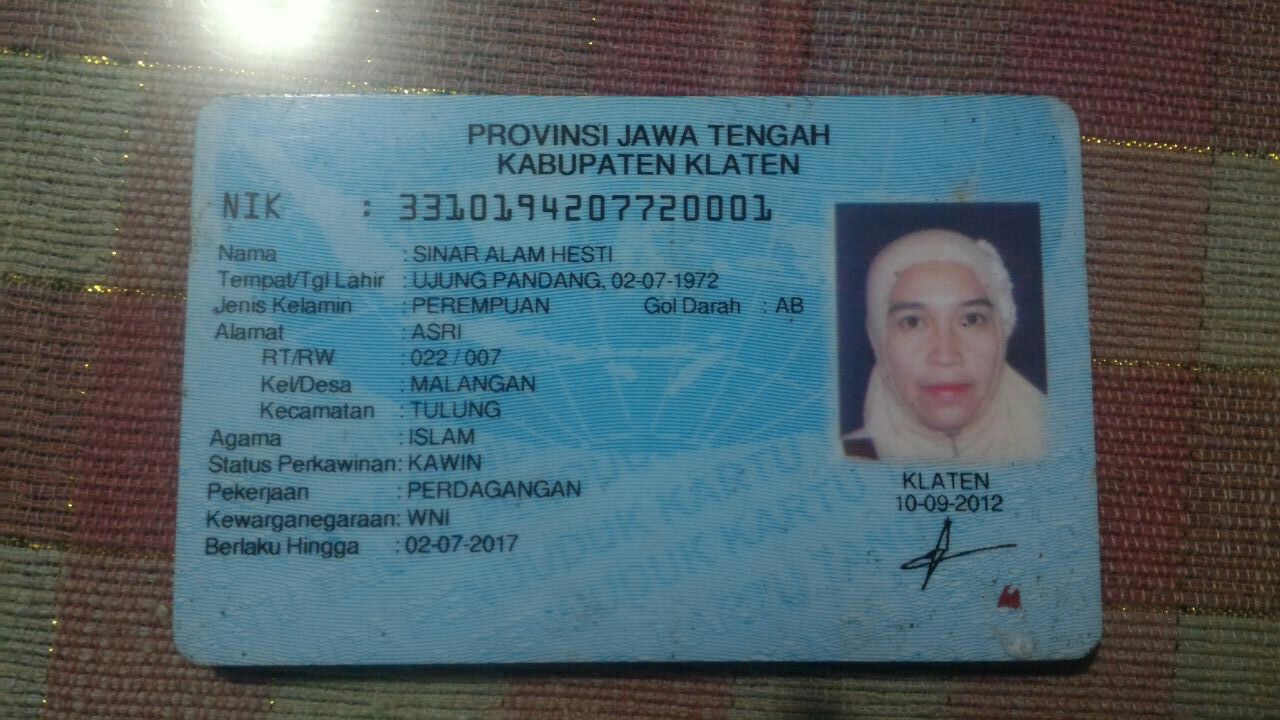 PROVINSI JAWA TENGAH
KABUPATEN KLATEN
NIK : 3310194207720001
Nama : SINAR ALAM HESTI
Tempat/Tgl Lahir : UJUNG PANDANG, 02-07-1972
Jenis Kelamin : PEREMPUAN Gol Darah : AB
Alamat : ASRI
RT/RW : 022 / 007
Kel/Desa : MALANGAN
Kecamatan : TULUNG
Agama : ISLAM
Status Perkawinan: KAWIN
Pekerjaan : PERDAGANGAN
Kewarganegaraan: WNI
Berlaku Hingga : 02-07-2017
KLATEN
10-09-2012